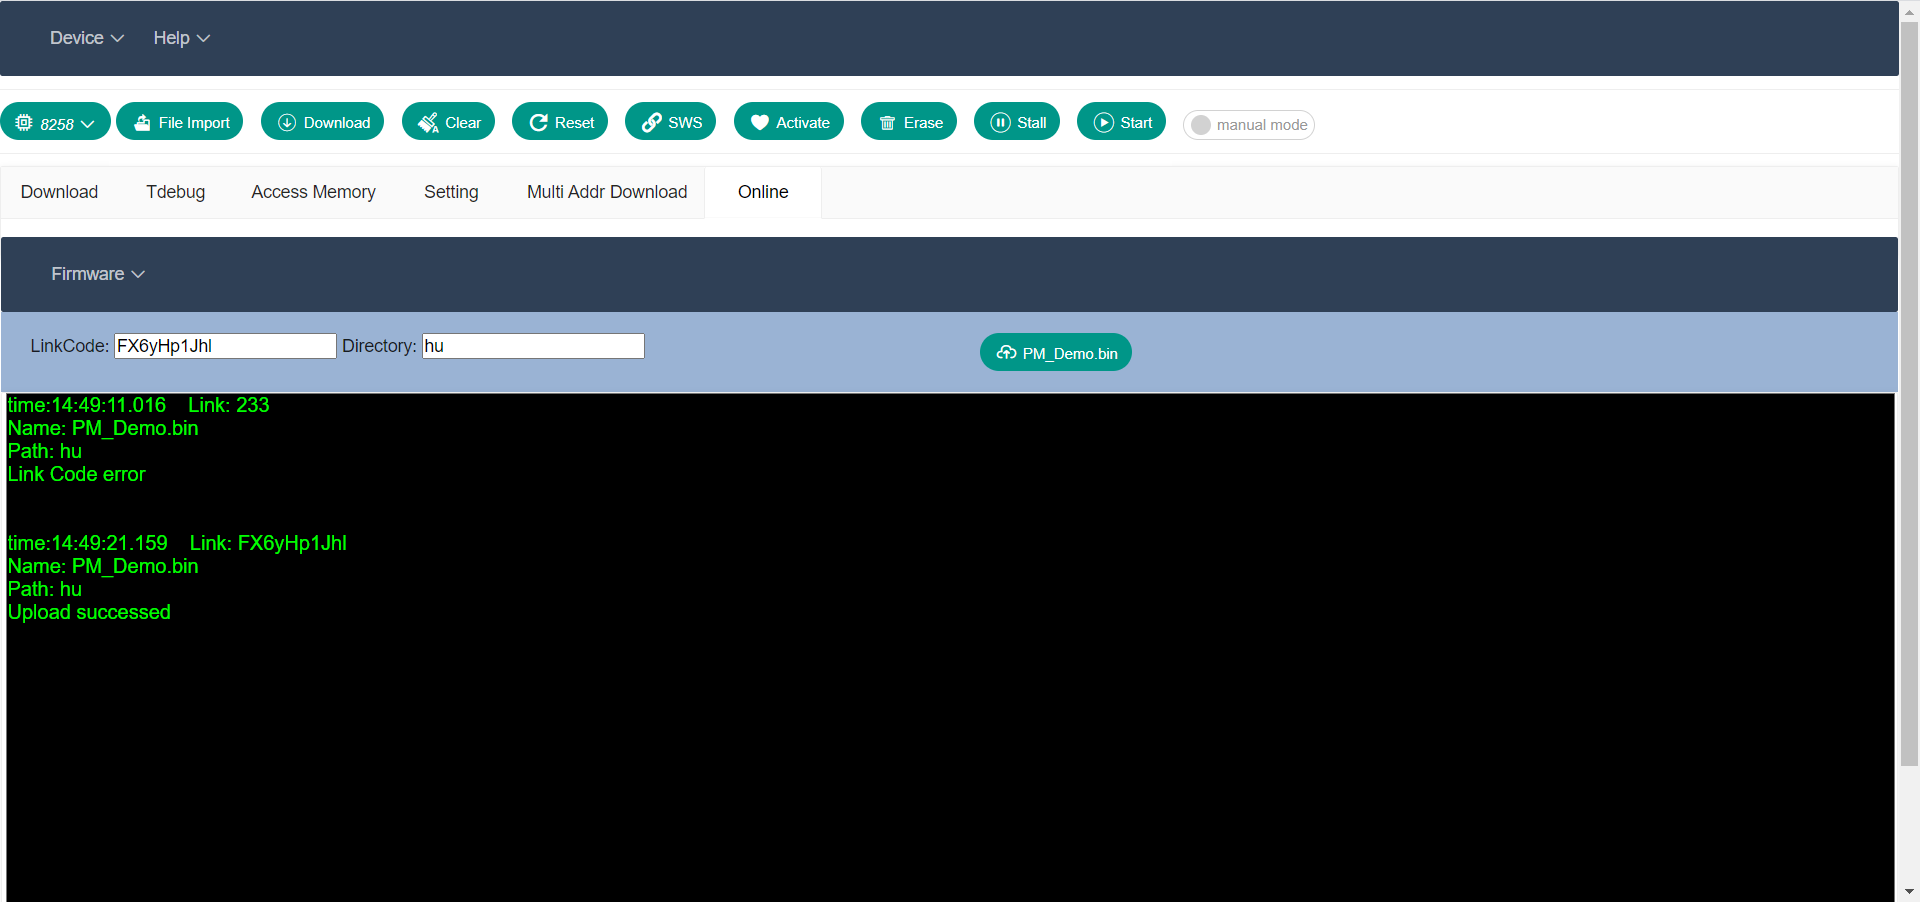 Device Help
8258 File Import Download Clear Reset SWS Activate Erase Stall Start manual mode
Download Tdebug Access Memory Setting Multi Addr Download Online
Firmware
LinkCode: FX6yHp1Jhl Directory: hu PM_Demo.bin
time:14:49:11.016 Link: 233
Name: PM_Demo.bin
Path: hu
Link Code error
time:14:49:21.159 Link: FX6yHp1Jhl
Name: PM_Demo.bin
Path: hu
Upload successed